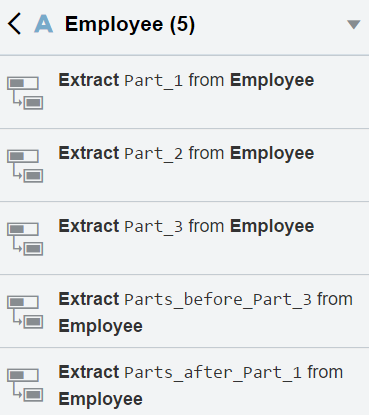 A Employee (5)
Extract Part_1 from Employee
Extract Part_2 from Employee
Extract Part_3 from Employee
Extract Parts_before_Part_3 from
Employee
Extract Parts_after_Part_1 from
Employee